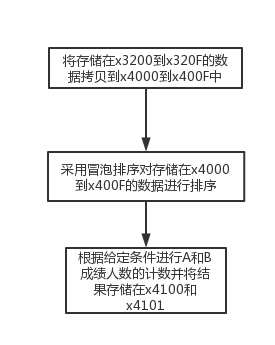 将存储在x3200到x320F的数
据拷贝到x4000到x400F中
采用冒泡排序对存储在x4000
到x400F的数据进行排序
根据给定条件进行A和B
成绩人数的计数并将结
果存储在x4100和
x4101